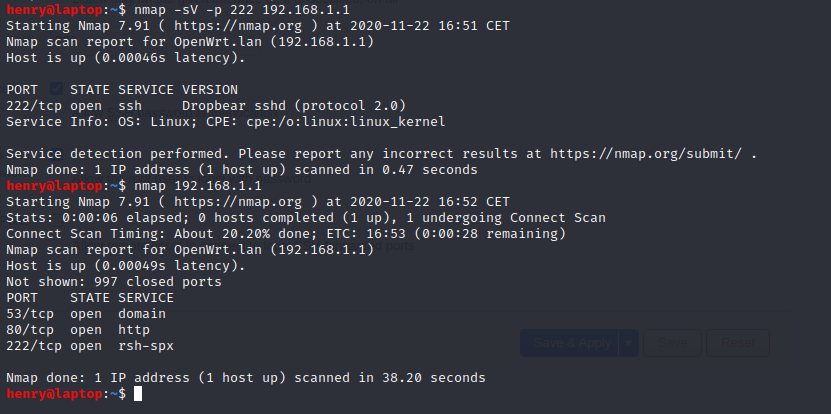 henry@laptop:~$ nmap -sV -p 222 192.168.1.1
Starting Nmap 7.91 ( https://nmap.org ) at 2020-11-22 16:51 CET
Nmap scan report for OpenWrt.lan (192.168.1.1)
Host is up (0.00046s latency).
PORT STATE SERVICE VERSION
222/tcp open ssh Dropbear sshd (protocol 2.0)
Service Info: OS: Linux; CPE: cpe:/o:linux:linux_kernel
Service detection performed. Please report any incorrect results at https://nmap.org/submit/ .
Nmap done: 1 IP address (1 host up) scanned in 0.47 seconds
henry@laptop:~$ nmap 192.168.1.1
Starting Nmap 7.91 ( https://nmap.org ) at 2020-11-22 16:52 CET
Stats: 0:00:06 elapsed; 0 hosts completed (1 up), 1 undergoing Connect Scan
Connect Scan Timing: About 20.20% done; ETC: 16:53 (0:00:28 remaining)
Nmap scan report for OpenWrt.lan (192.168.1.1)
Host is up (0.00049s latency).
Not shown: 997 closed ports
PORT STATE SERVICE
53/tcp open domain
80/tcp open http
222/tcp open rsh-spx
Save & Apply Save Reset
Nmap done: 1 IP address (1 host up) scanned in 38.20 seconds
henry@laptop:~$